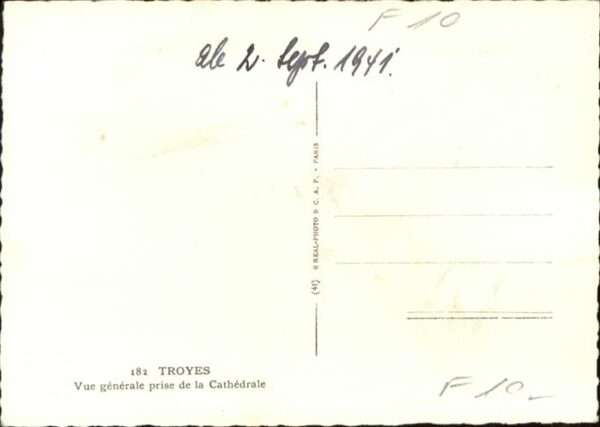 F 10
ale 2. Sept. 1941.
(41) REAL-PHOTO C. A. P. - PARIS
182 TROYES
Vue générale prise de la Cathédrale
F 10.-